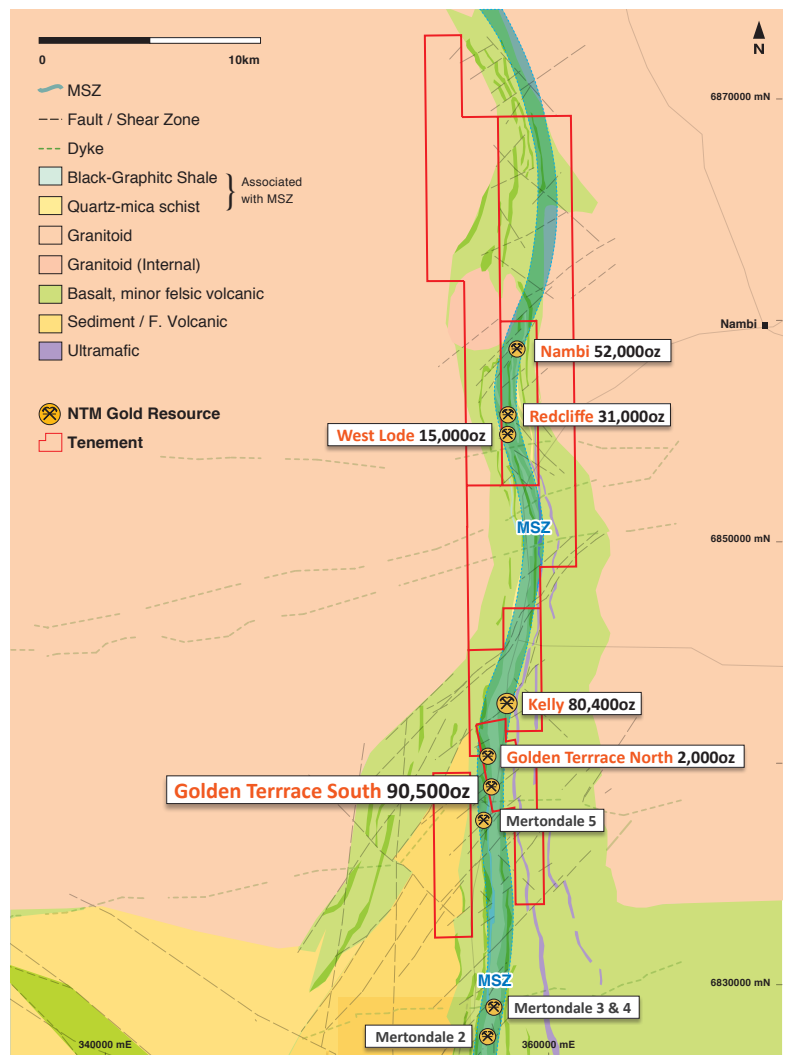 0 10km
N
MSZ
Fault / Shear Zone
Dyke
Black-Graphitc Shale
Quartz-mica schist
} Associated
with MSZ
Granitoid
Granitoid (Internal)
Basalt, minor felsic volcanic
Sediment / F. Volcanic
Ultramafic
NTM Gold Resource
Tenement
6870000 mN
Nambi
Nambi 52,000oz
Redcliffe 31,000oz
West Lode 15,000oz
MSZ
6850000 mN
Kelly 80,400oz
Golden Terrrace North 2,000oz
Golden Terrrace South 90,500oz
Mertondale 5
MSZ
6830000 mN
Mertondale 3 & 4
Mertondale 2
340000 mE
360000 mE